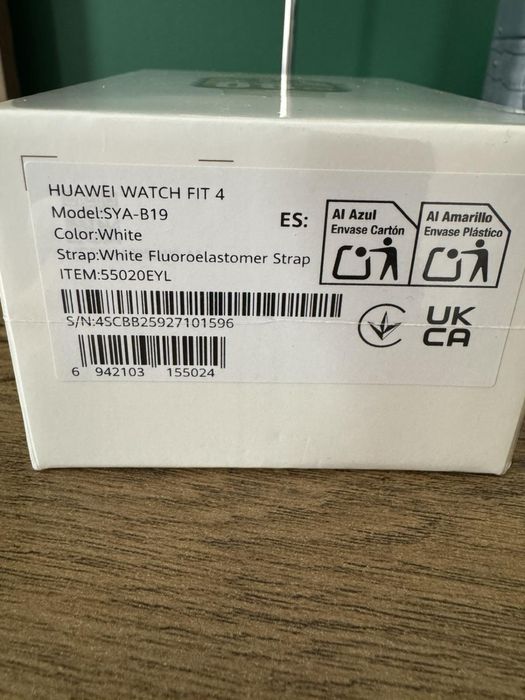 HUAWEI WATCH FIT 4
Model:SYA-B19
Color:White
Strap:White Fluoroelastomer Strap
ITEM:55020EYL
S/N:4SCBB25927101596
6 942103 155024
ES:
Al Azul
Envase Cartón
Al Amarillo
Envase Plástico
UK
CA